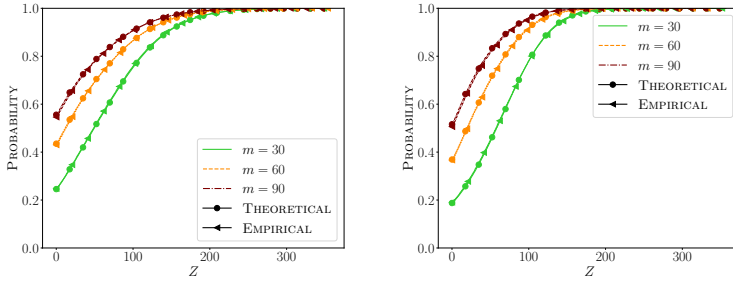 1.0
0.8
0.6
0.4
0.2
0.0
PROBABILITY
0
100
200
300
Z
m = 30
m = 60
m = 90
THEORETICAL
EMPIRICAL
1.0
0.8
0.6
0.4
0.2
0.0
PROBABILITY
0
100
200
300
Z
m = 30
m = 60
m = 90
THEORETICAL
EMPIRICAL